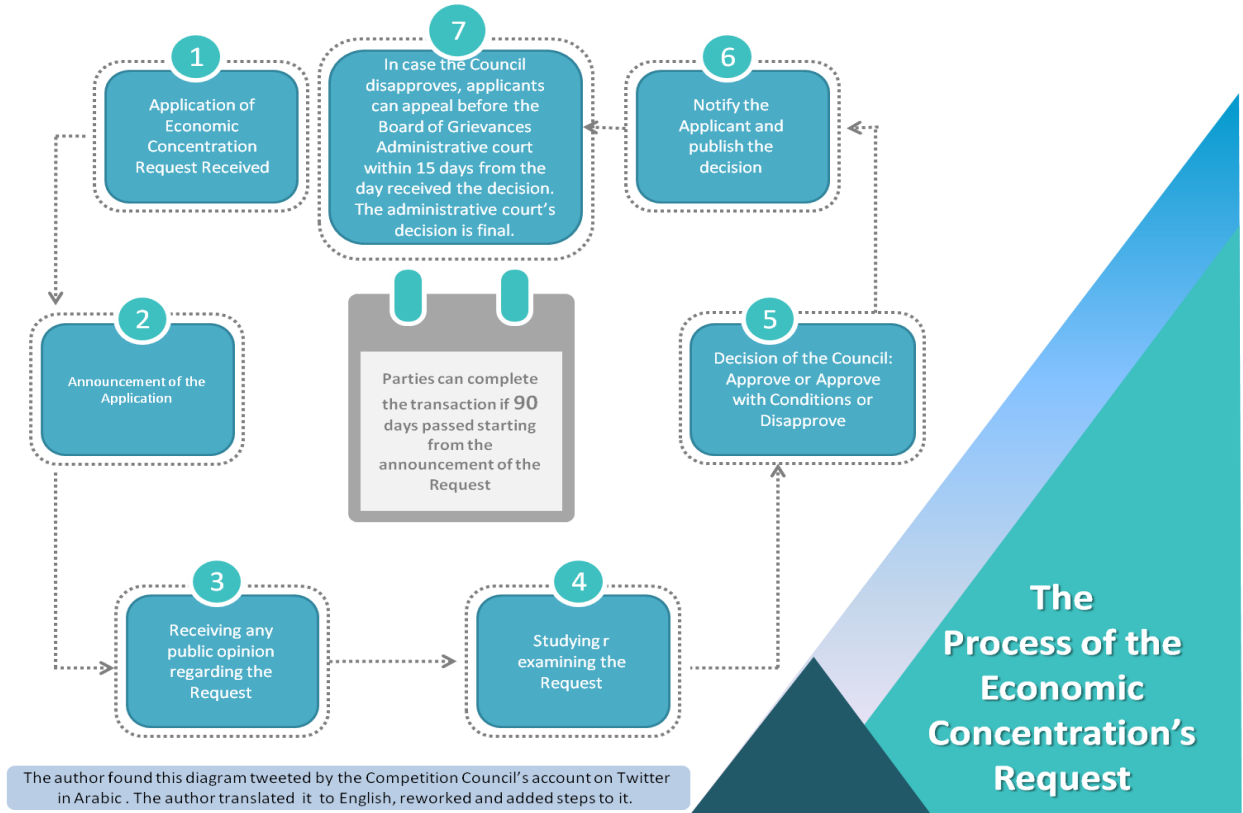 1
Application of
Economic
Concentration
Request Received
2
Announcement of the
Application
3
Receiving any
public opinion
regarding the
Request
4
Studying r
examining the
Request
5
Decision of the Council:
Approve or Approve
with Conditions or
Disapprove
6
Notify the
Applicant and
publish the
decision
7
In case the Council
disapproves, applicants
can appeal before the
Board of Grievances
Administrative court
within 15 days from the
day received the decision.
The administrative court's
decision is final.
Parties can complete
the transaction if 90
days passed starting
from the
announcement of the
Request
The
Process of the
Economic
Concentration's
Request
The author found this diagram tweeted by the Competition Council's account on Twitter
in Arabic . The author translated it to English, reworked and added steps to it.